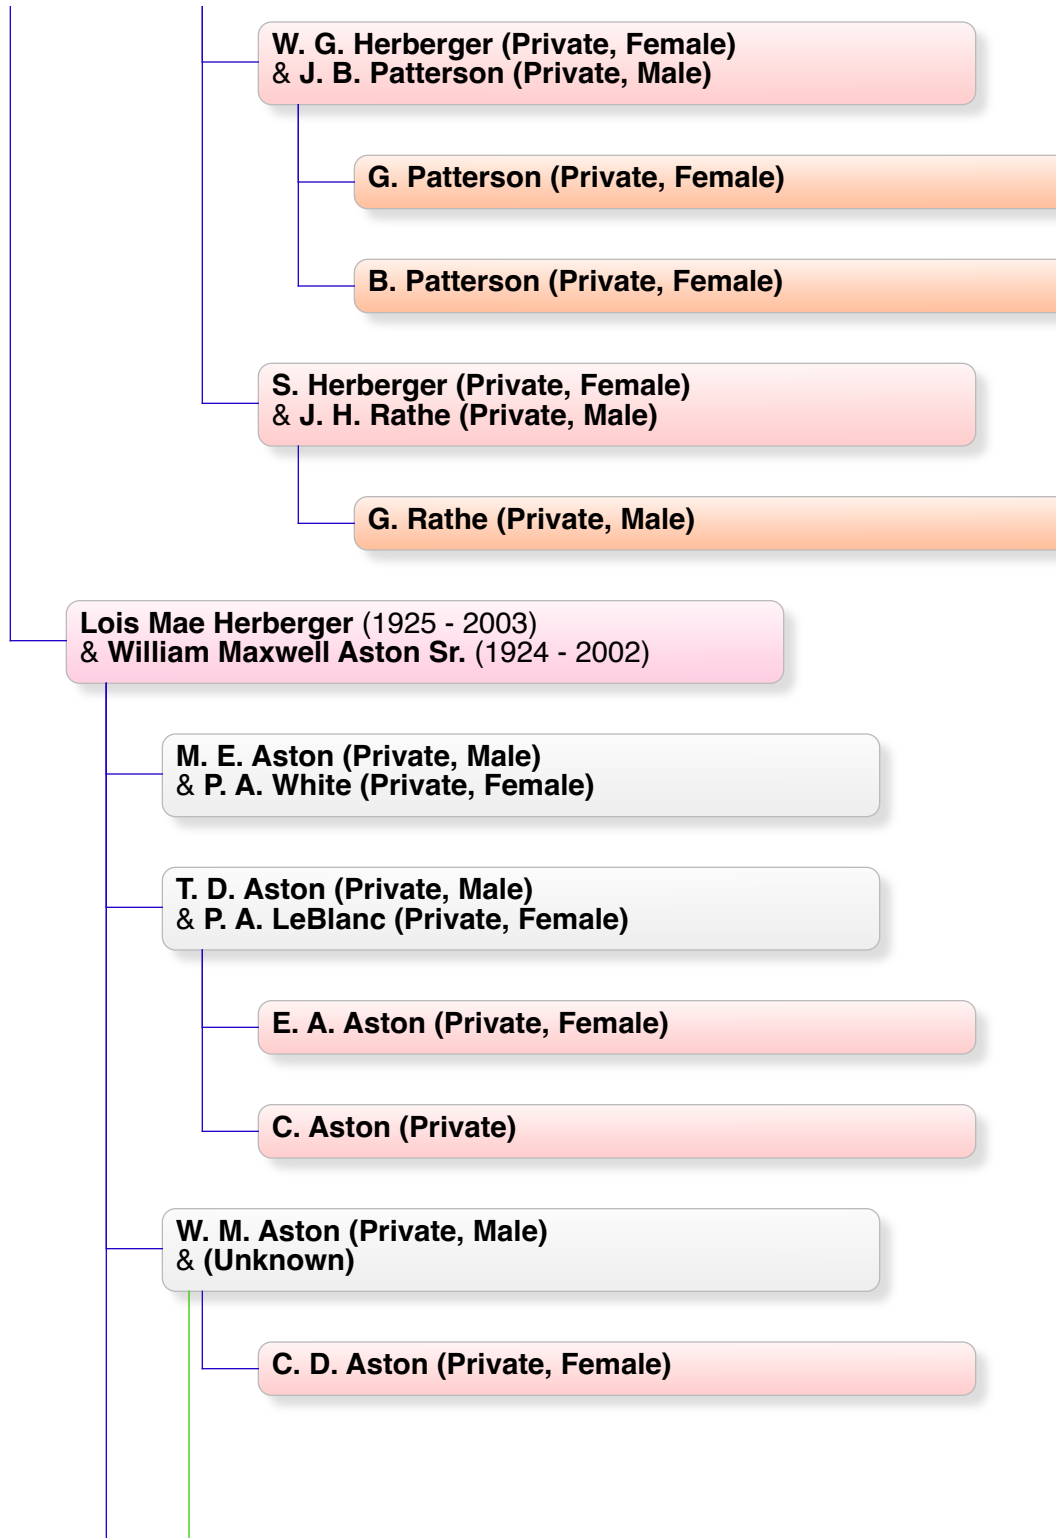 W. G. Herberger (Private, Female)
& J. B. Patterson (Private, Male)
G. Patterson (Private, Female)
B. Patterson (Private, Female)
S. Herberger (Private, Female)
& J. H. Rathe (Private, Male)
G. Rathe (Private, Male)
Lois Mae Herberger (1925 - 2003)
& William Maxwell Aston Sr. (1924 - 2002)
M. E. Aston (Private, Male)
& P. A. White (Private, Female)
T. D. Aston (Private, Male)
& P. A. LeBlanc (Private, Female)
E. A. Aston (Private, Female)
C. Aston (Private)
W. M. Aston (Private, Male)
& (Unknown)
C. D. Aston (Private, Female)